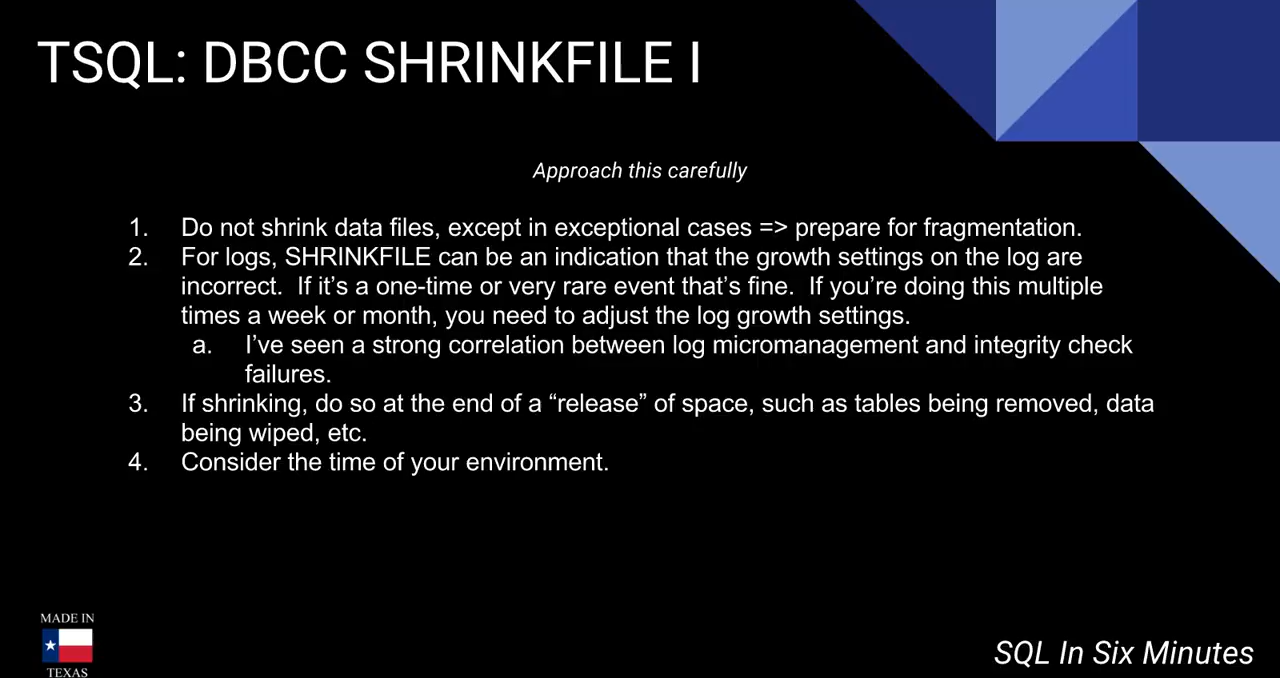 TSQL: DBCC SHRINKFILE I
Approach this carefully
1. Do not shrink data files, except in exceptional cases => prepare for fragmentation.
2. For logs, SHRINKFILE can be an indication that the growth settings on the log are
incorrect.  If it’s a one-time or very rare event that’s fine.  If you’re doing this multiple
times a week or month, you need to adjust the log growth settings.
a. I’ve seen a strong correlation between log micromanagement and integrity check
failures.
3. If shrinking, do so at the end of a “release” of space, such as tables being removed, data
being wiped, etc.
4. Consider the time of your environment.
MADE IN
TEXAS
SQL In Six Minutes